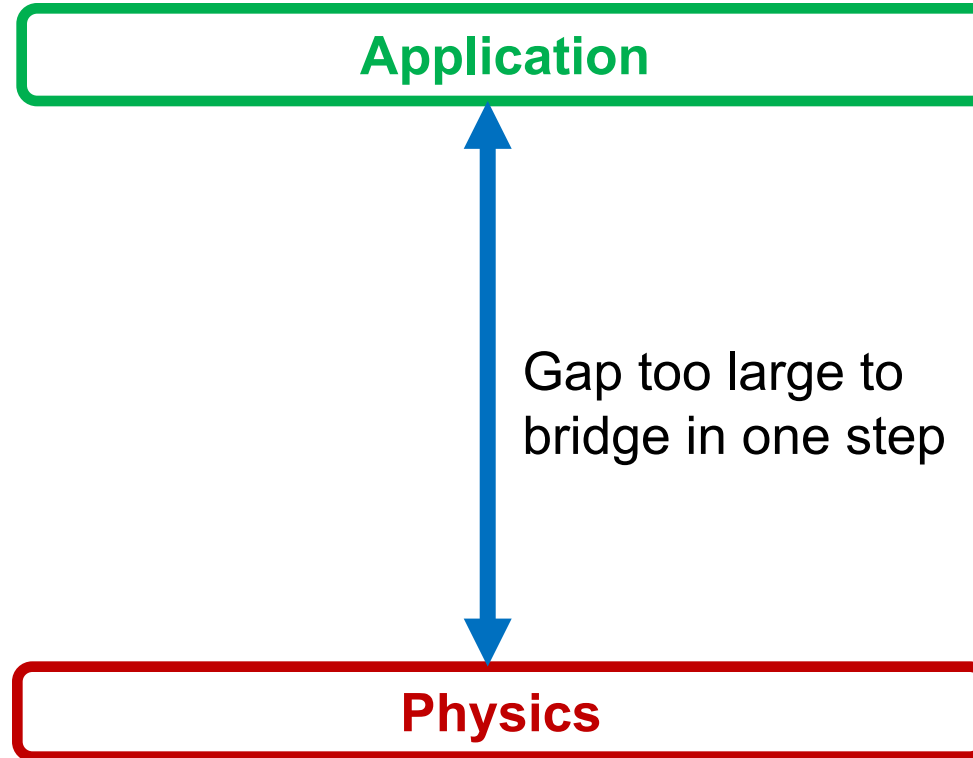 Application
Gap too large to
bridge in one step
Physics